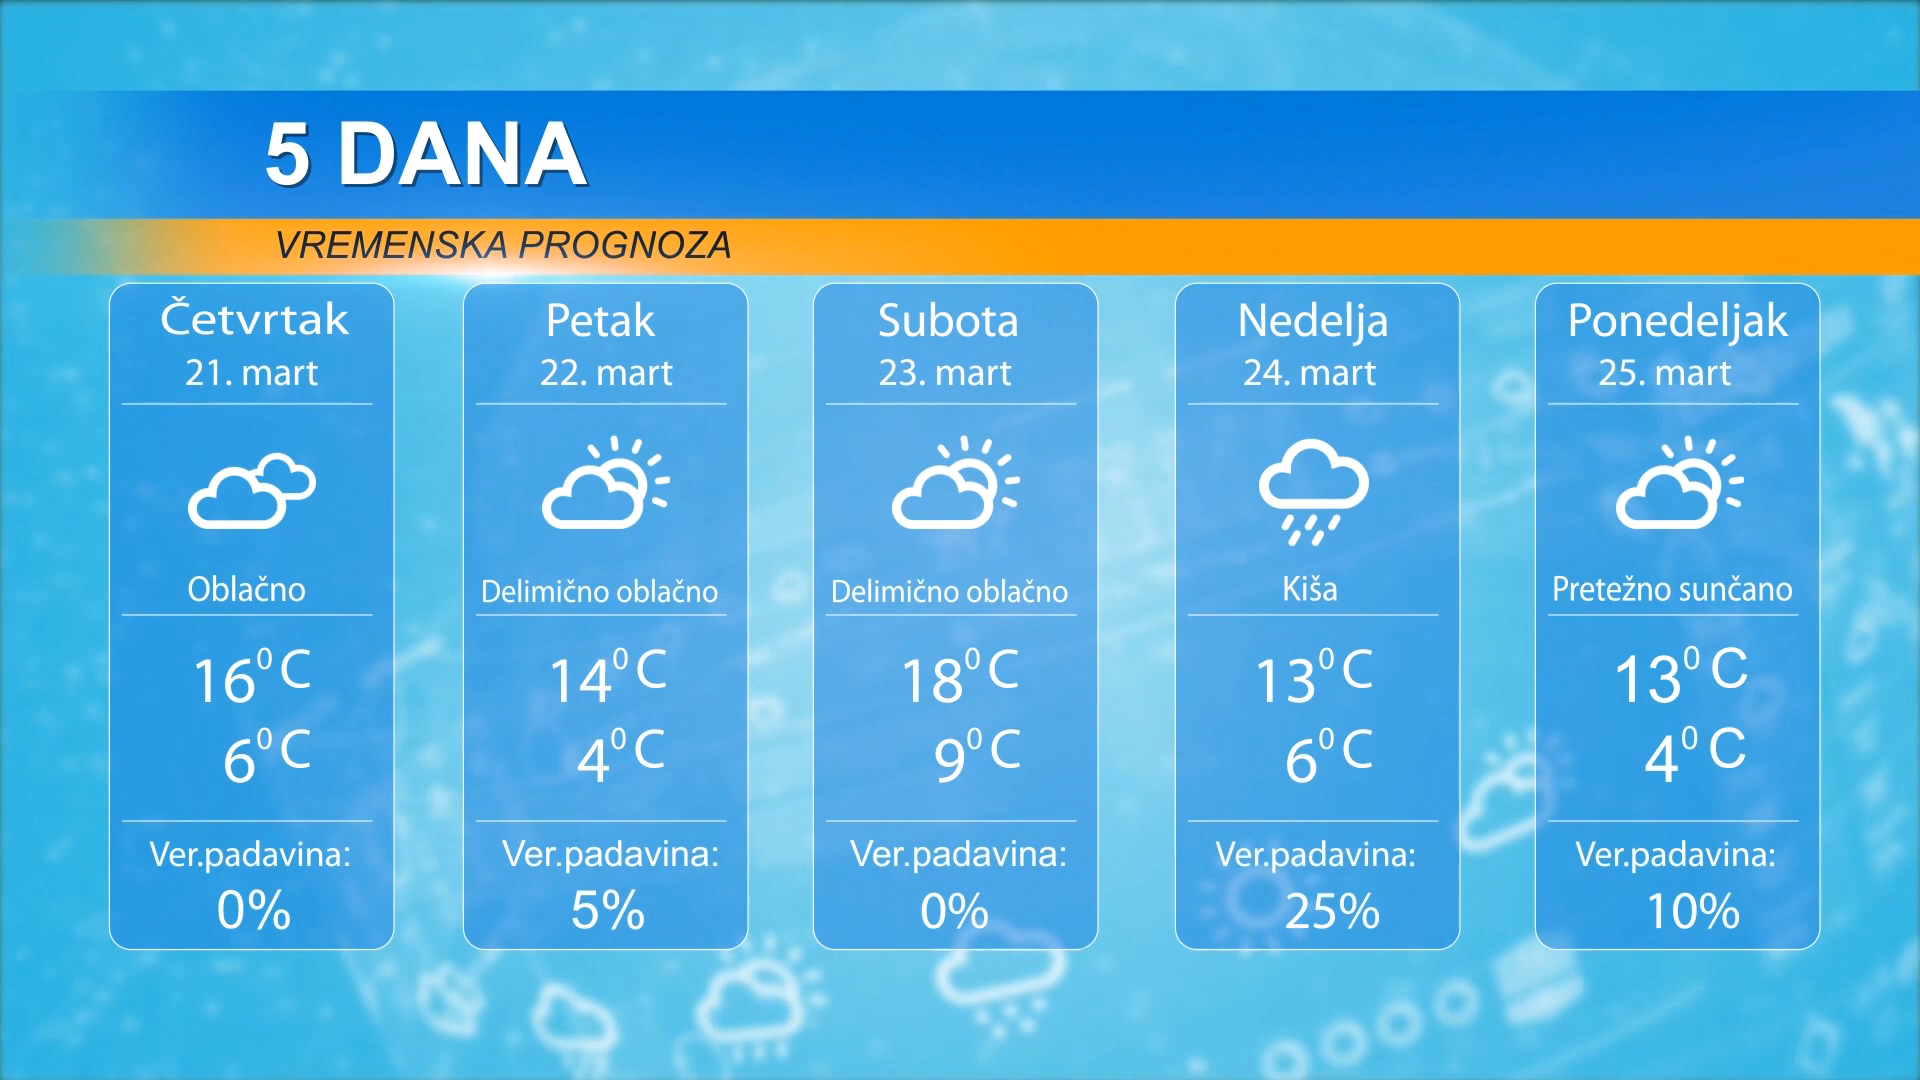 5 DANA
VREMENSKA PROGNOZA
Četvrtak
21. mart
Oblačno
16⁰C
6⁰C
Ver.padavina:
0%
Petak
22. mart
Delimično oblačno
14⁰C
4⁰C
Ver.padavina:
5%
Subota
23. mart
Delimično oblačno
18⁰C
9⁰C
Ver.padavina:
0%
Nedelja
24. mart
Kiša
13⁰C
6⁰C
Ver.padavina:
25%
Ponedeljak
25. mart
Pretežno sunčano
13⁰C
4⁰C
Ver.padavina:
10%